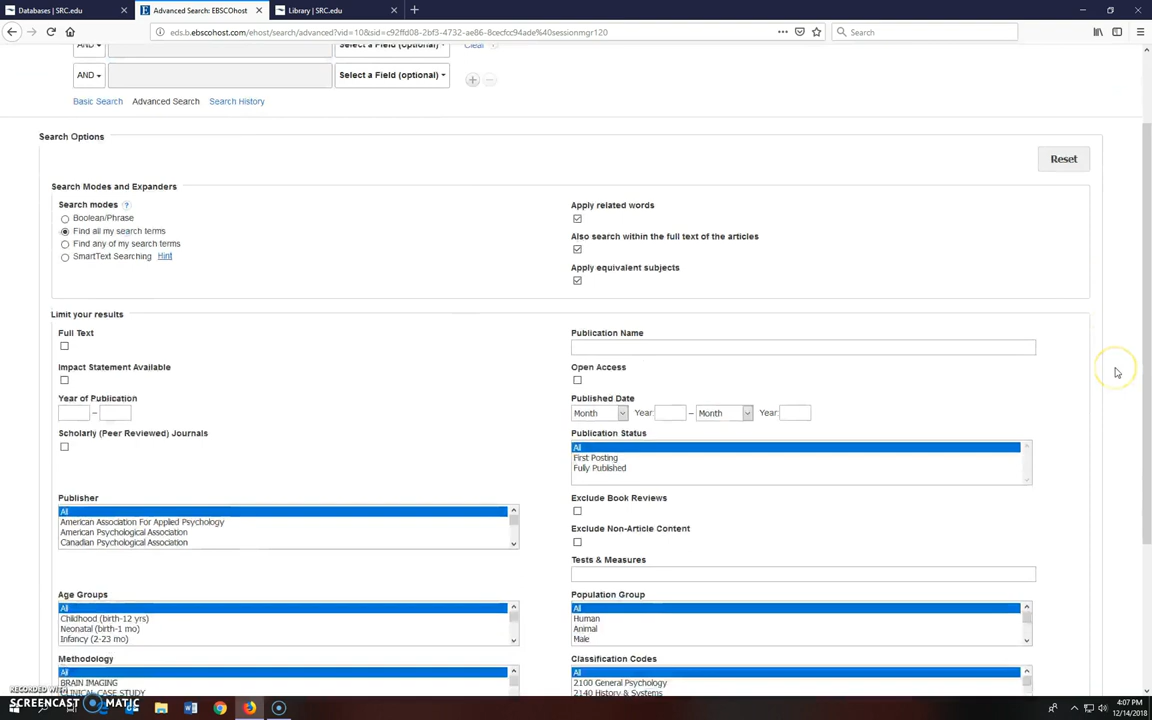 Databases | SRC.edu
Advanced Search: EBSCOhost
Library | SRC.edu
eds.b.ebscohost.com/ehost/search/advanced?vid=10&sid=c92ffd08-2bf3-4732-ae86-8cecfcc94ade%40sessionmgr120
Search
AND
Select a Field (optional)
Clear
AND
Select a Field (optional)
Basic Search
Advanced Search
Search History
Search Options
Reset
Search Modes and Expanders
Search modes ?
Boolean/Phrase
Find all my search terms
Find any of my search terms
SmartText Searching Hint
Apply related words
Also search within the full text of the articles
Apply equivalent subjects
Limit your results
Full Text
Impact Statement Available
Year of Publication
–
Scholarly (Peer Reviewed) Journals
Publication Name
Open Access
Published Date
Month Year: – Month Year:
Publication Status
All
First Posting
Fully Published
Publisher
All
American Association For Applied Psychology
American Psychological Association
Canadian Psychological Association
Exclude Book Reviews
Exclude Non-Article Content
Tests & Measures
Age Groups
All
Childhood (birth-12 yrs)
Neonatal (birth-1 mo)
Infancy (2-23 mo)
Population Group
All
Human
Animal
Male
Methodology
All
BRAIN IMAGING
CLINICAL CASE STUDY
Classification Codes
All
2100 General Psychology
2140 History & Systems
RECORDED WITH
SCREENCAST MATIC
4:07 PM
12/14/2018